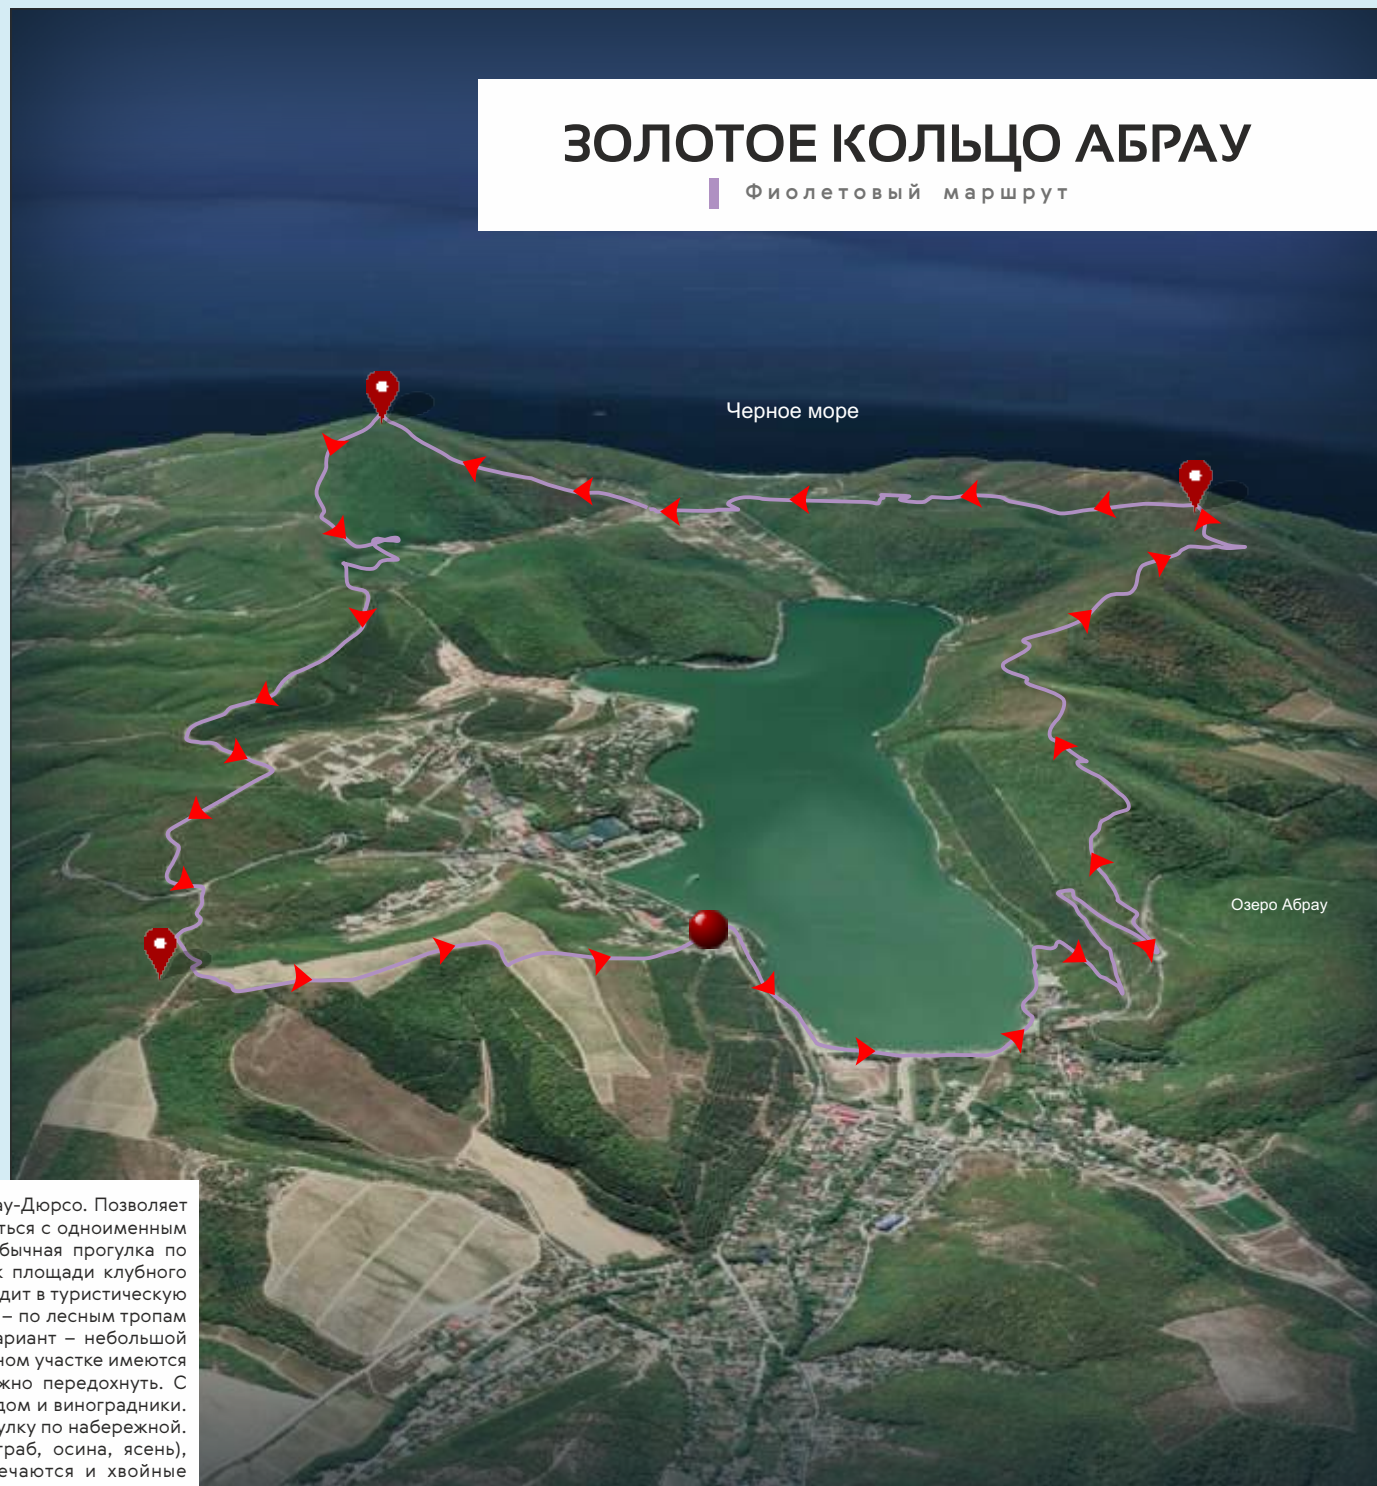 ЗОЛОТОЕ КОЛЬЦО АБРАУ
Фиолетовый маршрут
Черное море
Озеро Абрау
ау-Дюрсо. Позволяет
ться с одноименным
бычная прогулка по
к площади клубного
дит в туристическую
– по лесным тропам
ариант – небольшой
ном участке имеются
жно передохнуть. С
дом и виноградники.
улку по набережной.
граб, осина, ясень),
ечаются и хвойные